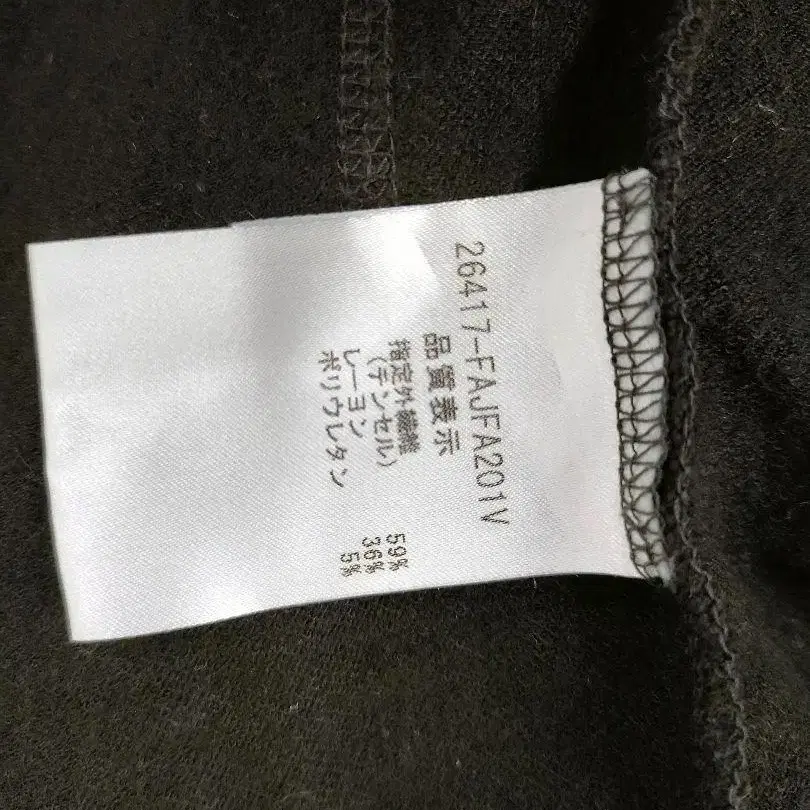 26417-FAJFA201V
品質表示
指定外繊維
(テンセル) 59%
レーヨン 36%
ポリウレタン 5%